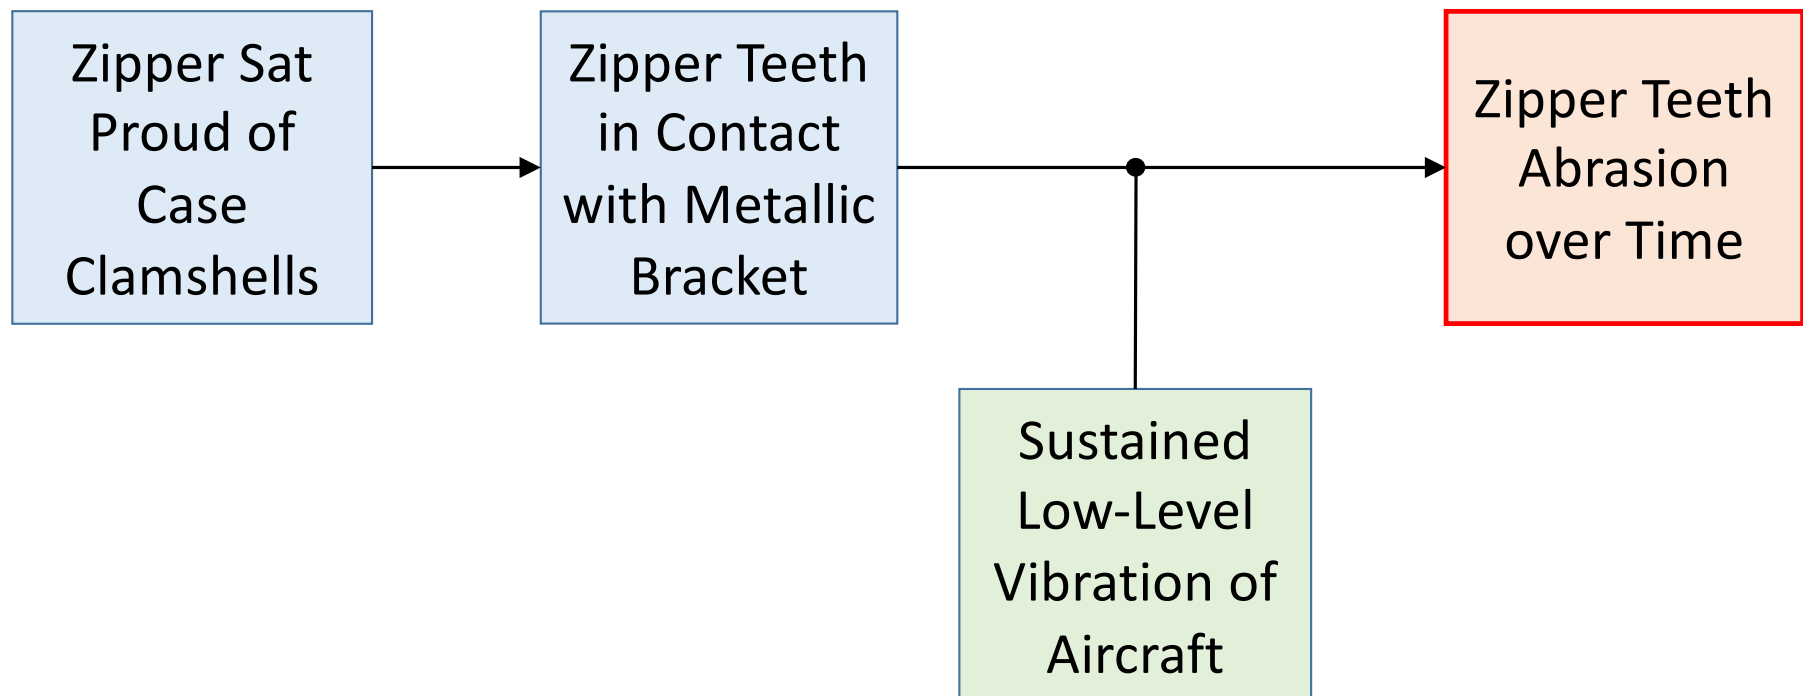 Zipper Sat
Proud of
Case
Clamshells
Zipper Teeth
in Contact
with Metallic
Bracket
Zipper Teeth
Abrasion
over Time
Sustained
Low-Level
Vibration of
Aircraft